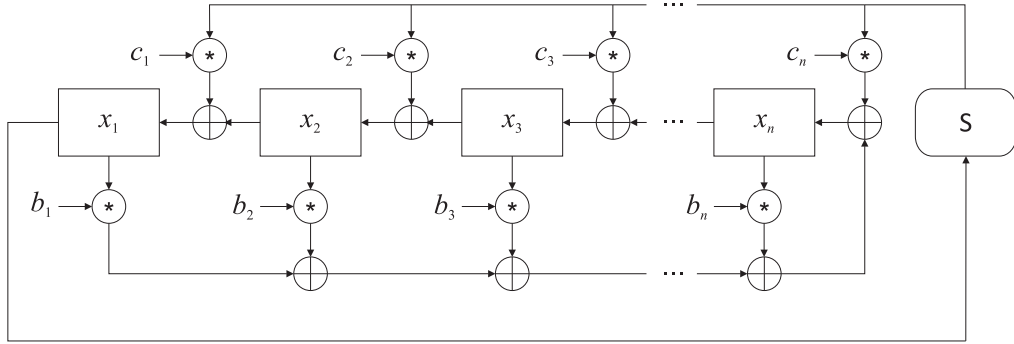 ...
c₁ * c₂ * c₃ * cₙ *
x₁ x₂ x₃ ... xₙ S
b₁ * b₂ * b₃ * bₙ *
...